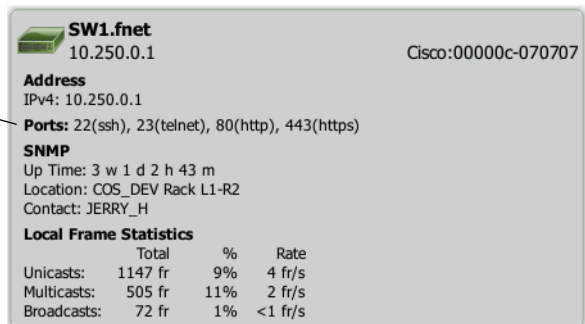 SW1.fnet
10.250.0.1 Cisco:00000c-070707
Address
IPv4: 10.250.0.1
Ports: 22(ssh), 23(telnet), 80(http), 443(https)
SNMP
Up Time: 3 w 1 d 2 h 43 m
Location: COS_DEV Rack L1-R2
Contact: JERRY_H
Local Frame Statistics
Total % Rate
Unicasts: 1147 fr 9% 4 fr/s
Multicasts: 505 fr 11% 2 fr/s
Broadcasts: 72 fr 1% <1 fr/s